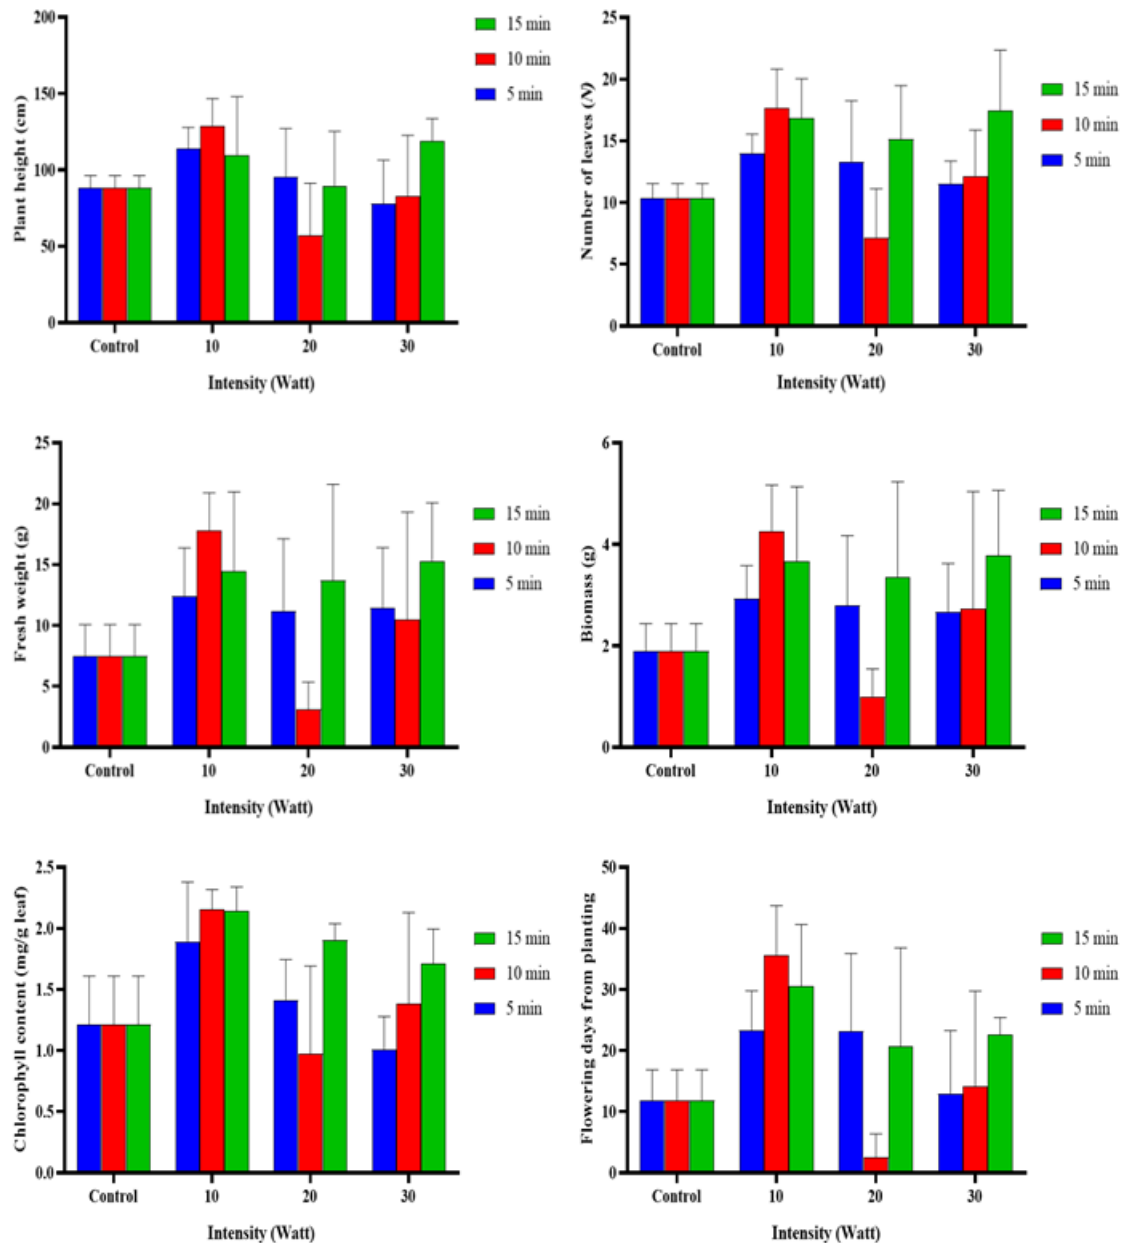 Plant height (cm)
200
150
100
50
0
Control
10
20
30
Intensity (Watt)
15 min
10 min
5 min
Number of leaves (N)
25
20
15
10
5
0
Control
10
20
30
Intensity (Watt)
15 min
10 min
5 min
Fresh weight (g)
25
20
15
10
5
0
Control
10
20
30
Intensity (Watt)
15 min
10 min
5 min
Biomass (g)
6
4
2
0
Control
10
20
30
Intensity (Watt)
15 min
10 min
5 min
Chlorophyll content (mg/g leaf)
2.5
2.0
1.5
1.0
0.5
0.0
Control
10
20
30
Intensity (Watt)
15 min
10 min
5 min
Flowering days from planting
50
40
30
20
10
0
Control
10
20
30
Intensity (Watt)
15 min
10 min
5 min